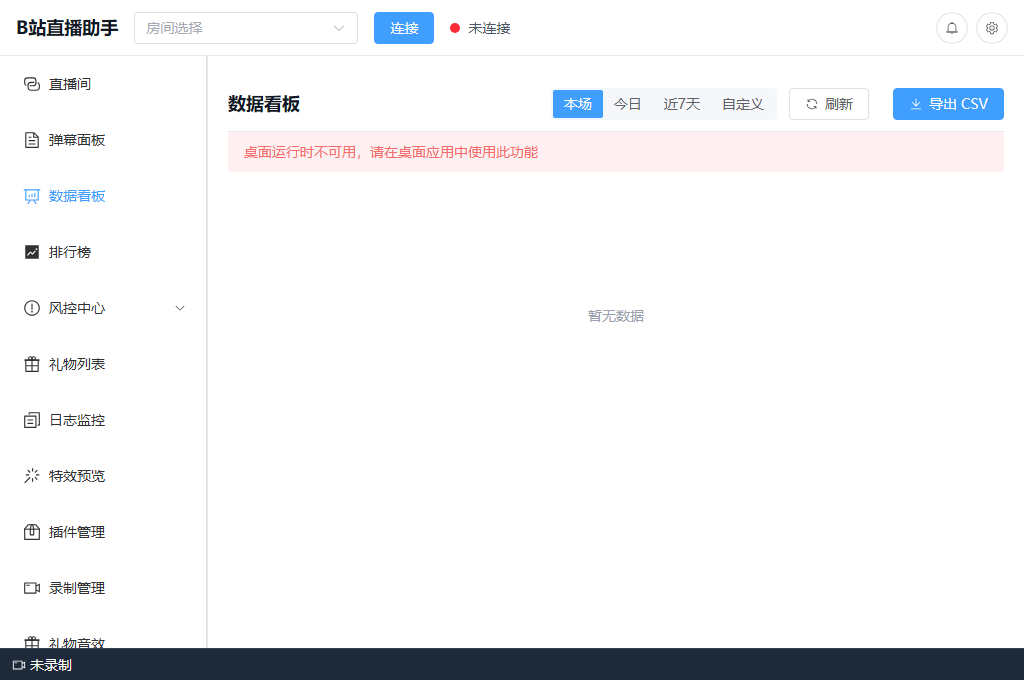 B站直播助手
房间选择
连接
未连接
直播间
弹幕面板
数据看板
排行榜
风控中心
礼物列表
日志监控
特效预览
插件管理
录制管理
礼物音效
数据看板
本场
今日
近7天
自定义
刷新
导出 CSV
桌面运行时不可用，请在桌面应用中使用此功能
暂无数据
未录制